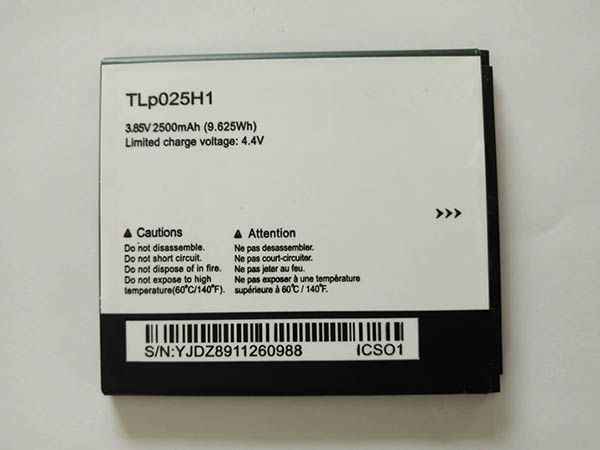 TLp025H1
3.85V 2500mAh (9.625Wh)
Limited charge voltage: 4.4V
>>>
Cautions
Do not disassemble.
Do not short circuit.
Do not dispose of in fire.
Do not expose to high
temperature(60℃/140℉).
Attention
Ne pas desassembler.
Ne pas court-circuiter.
Ne pas jeter au feu.
Ne pas exposer à une température
supérieure à 60℃ / 140℉.
S/N:YJDZ8911260988
ICSO1